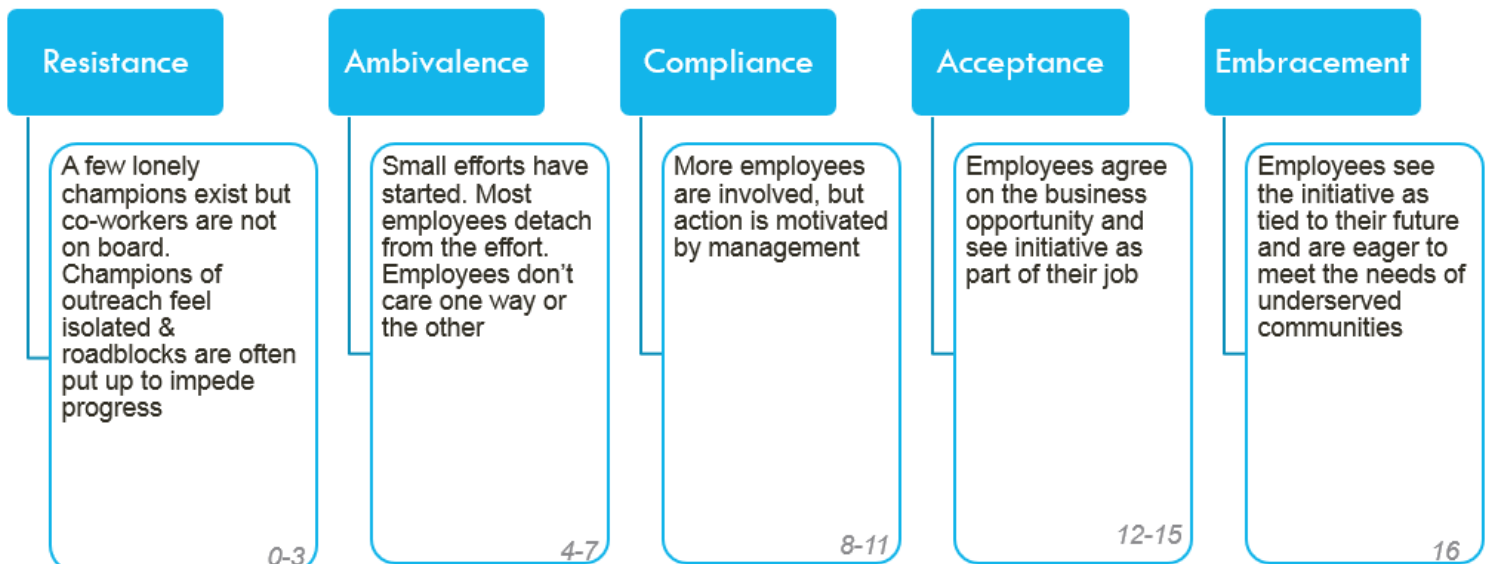 Resistance
A few lonely
champions exist but
co-workers are not
on board.
Champions of
outreach feel
isolated &
roadblocks are often
put up to impede
progress
0-3
Ambivalence
Small efforts have
started. Most
employees detach
from the effort.
Employees don't
care one way or
the other
4-7
Compliance
More employees
are involved, but
action is motivated
by management
8-11
Acceptance
Employees agree
on the business
opportunity and
see initiative as
part of their job
12-15
Embracement
Employees see
the initiative as
tied to their future
and are eager to
meet the needs of
underserved
communities
16